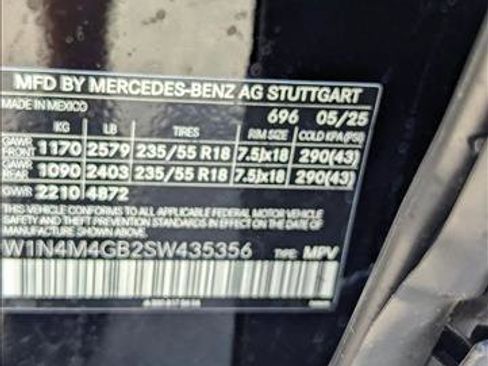 MFD BY MERCEDES-BENZ AG STUTTGART
MADE IN MEXICO 696 05/25
KG LB TIRES RIM SIZE COLD KPA(PSI)
GAWR FRONT 1170 2579 235/55 R18 7.5Jx18 290(43)
GAWR REAR 1090 2403 235/55 R18 7.5Jx18 290(43)
GVWR 2210 4872
THIS VEHICLE CONFORMS TO ALL APPLICABLE FEDERAL MOTOR VEHICLE
SAFETY AND THEFT PREVENTION STANDARDS IN EFFECT ON THE DATE OF
MANUFACTURE SHOWN ABOVE.
W1N4M4GB2SW435356 TYPE: MPV